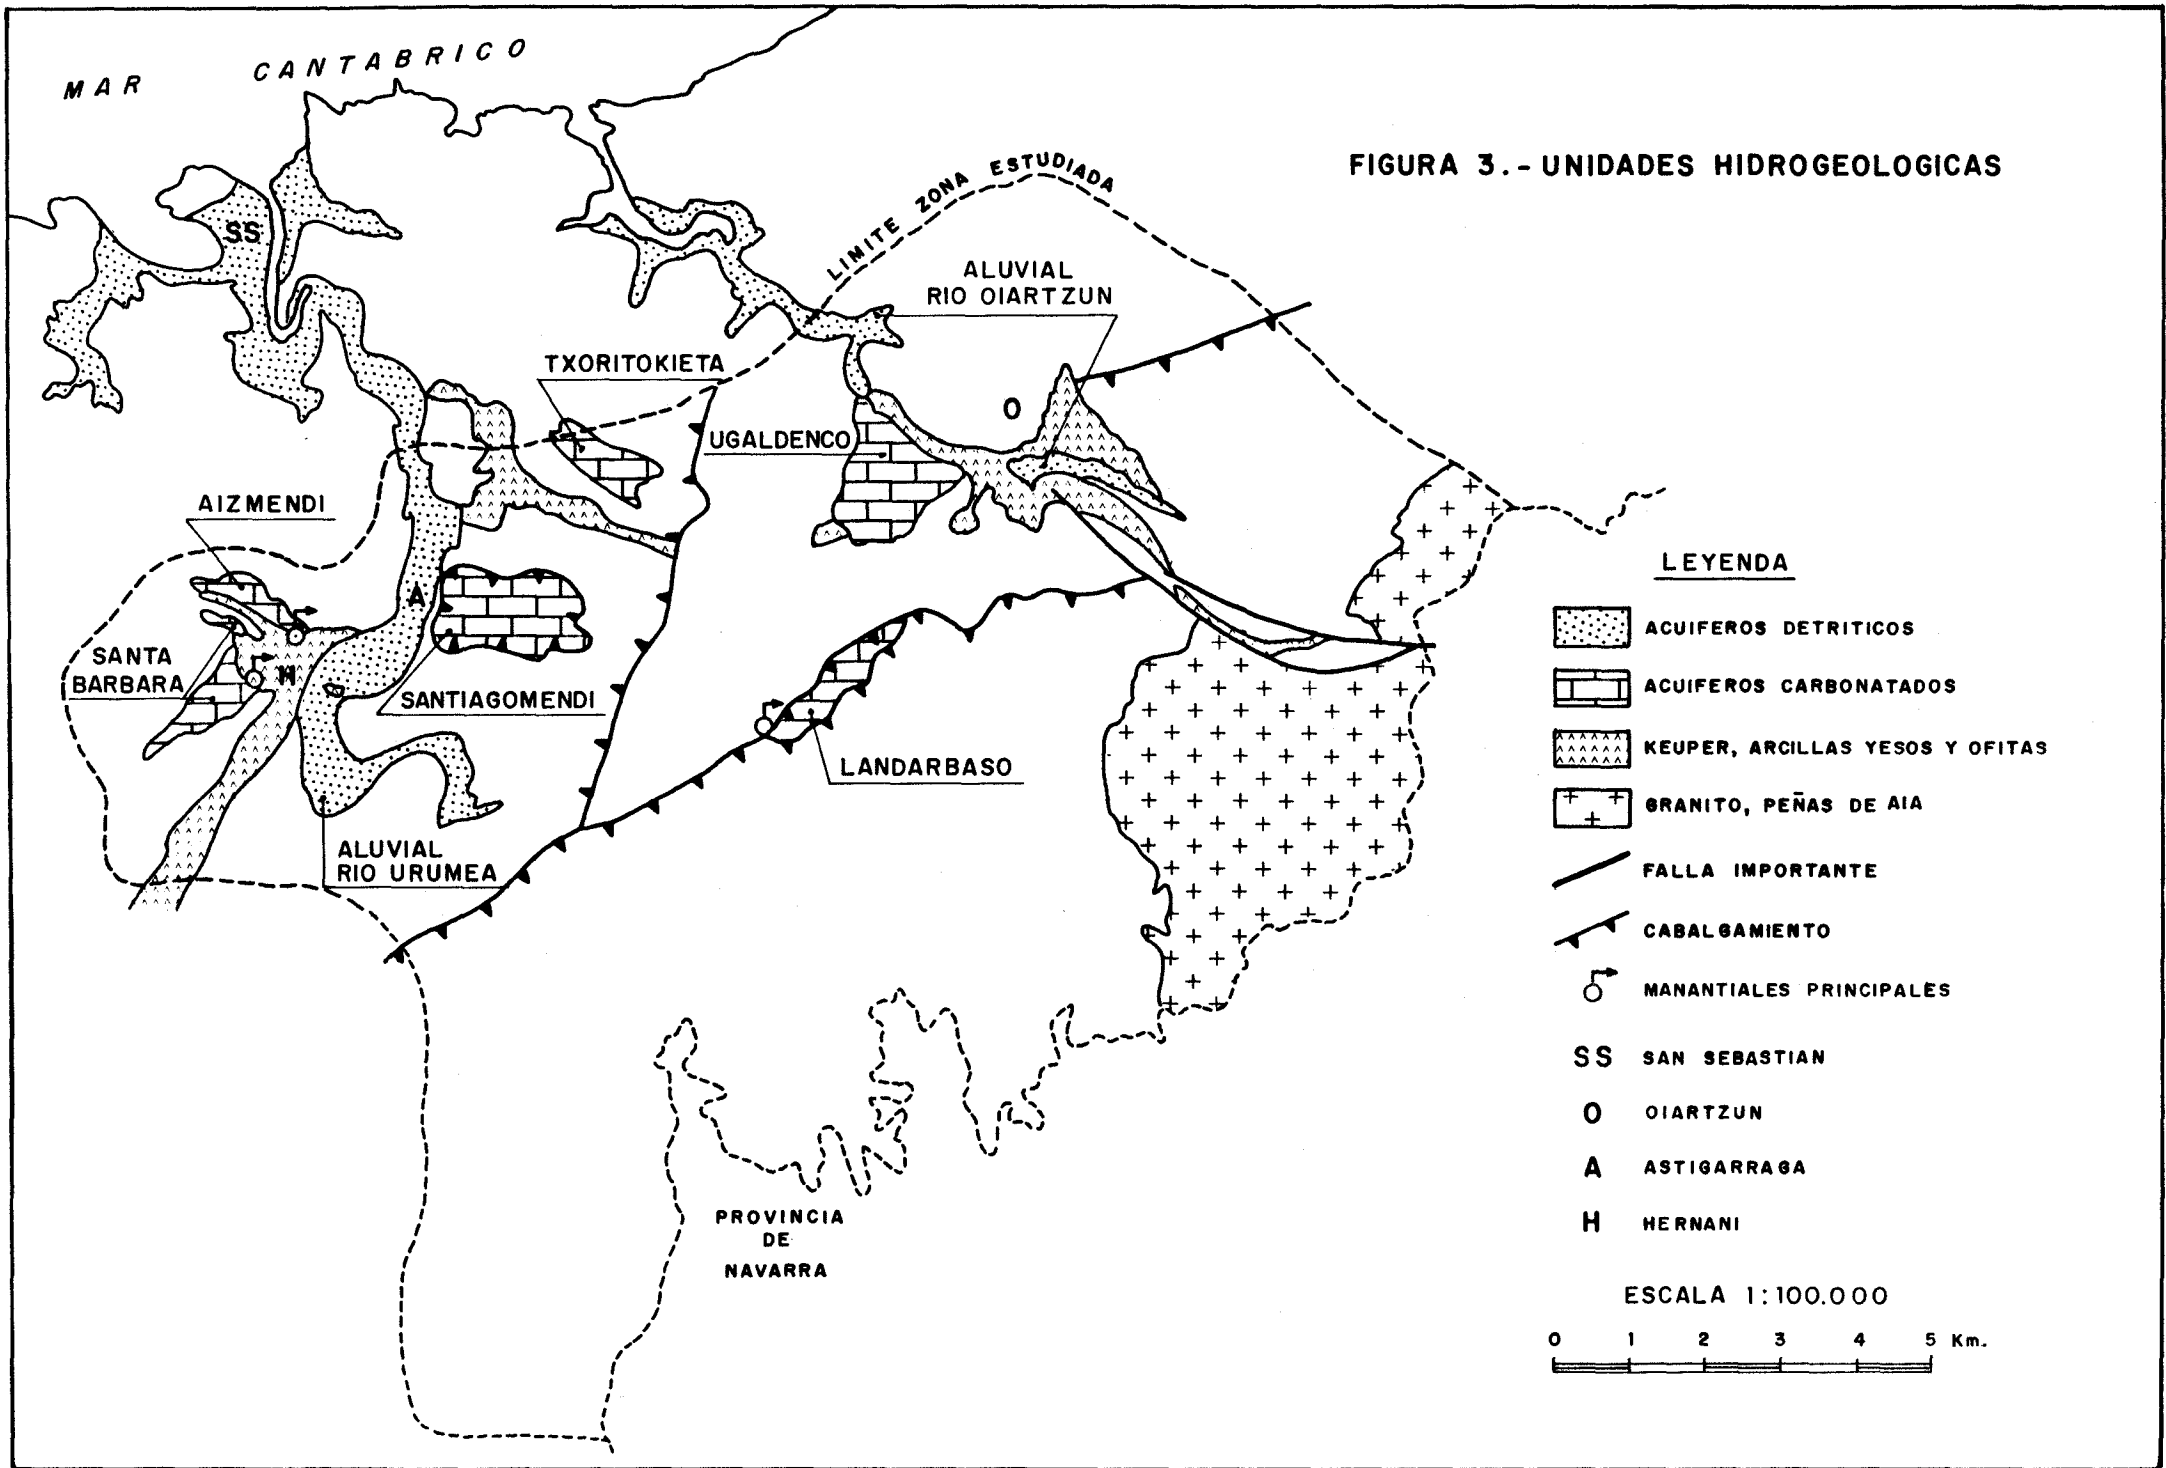 MAR CANTABRICO
FIGURA 3.- UNIDADES HIDROGEOLOGICAS
LIMITE ZONA ESTUDIADA
SS
ALUVIAL
RIO OIARTZUN
TXORITOKIETA
O
UGALDENCO
AIZMENDI
A
SANTA
BARBARA
H
SANTIAGOMENDI
LANDARBASO
ALUVIAL
RIO URUMEA
PROVINCIA
DE
NAVARRA
LEYENDA
ACUIFEROS DETRITICOS
ACUIFEROS CARBONATADOS
KEUPER, ARCILLAS YESOS Y OFITAS
GRANITO, PEÑAS DE AIA
FALLA IMPORTANTE
CABALGAMIENTO
MANANTIALES PRINCIPALES
SS SAN SEBASTIAN
O OIARTZUN
A ASTIGARRAGA
H HERNANI
ESCALA 1:100.000
0 1 2 3 4 5 Km.